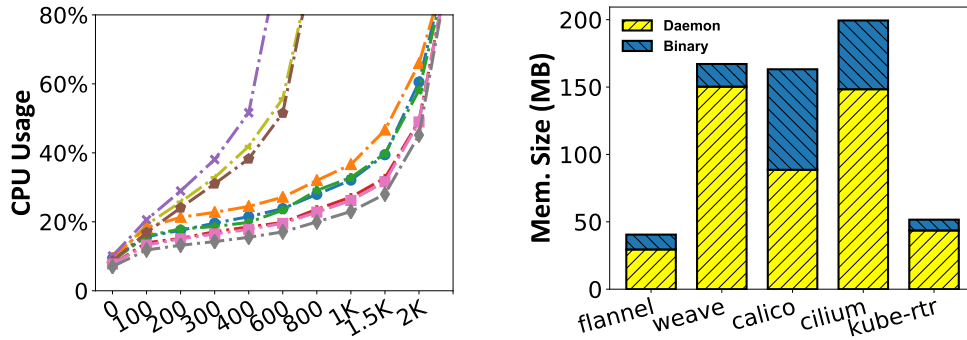 80%
60%
40%
20%
0
CPU Usage
0
100
200
300
400
600
800
1K
1.5K
2K
200
150
100
50
0
Mem. Size (MB)
Daemon
Binary
flannel
weave
calico
cilium
kube-rtr